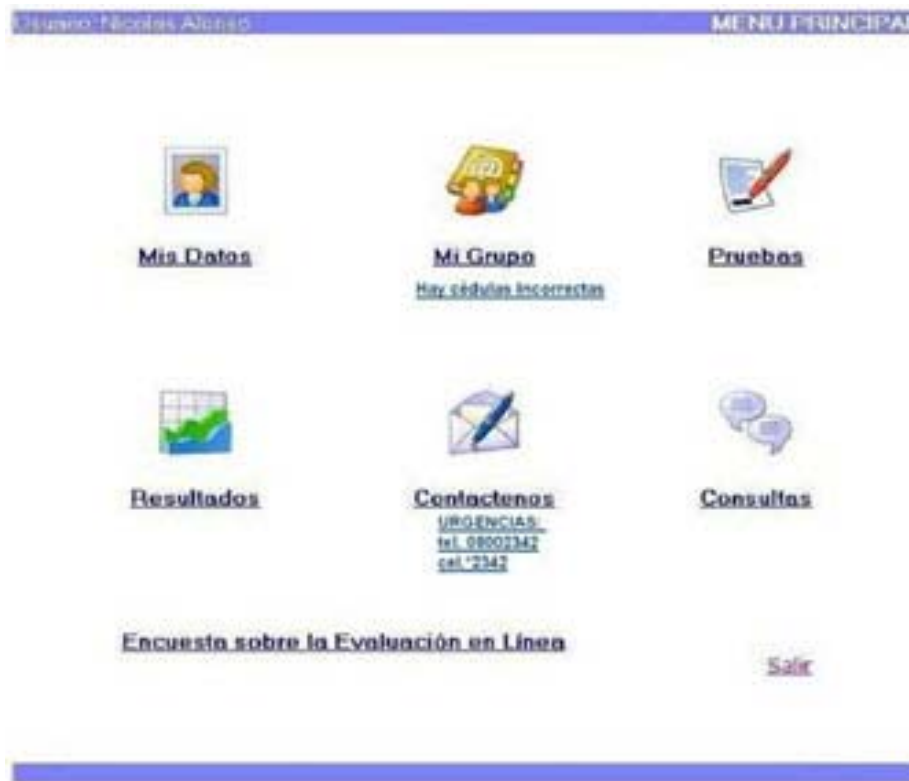 Usuario: Nicolas Alonso
MENU PRINCIPAL
Mis Datos
Mi Grupo
Pruebas
Hay cédulas incorrectas
Resultados
Contactenos
Consultas
URGENCIAS:
tel. 08002342
cel.*2342
Encuesta sobre la Evaluación en Línea
Salir